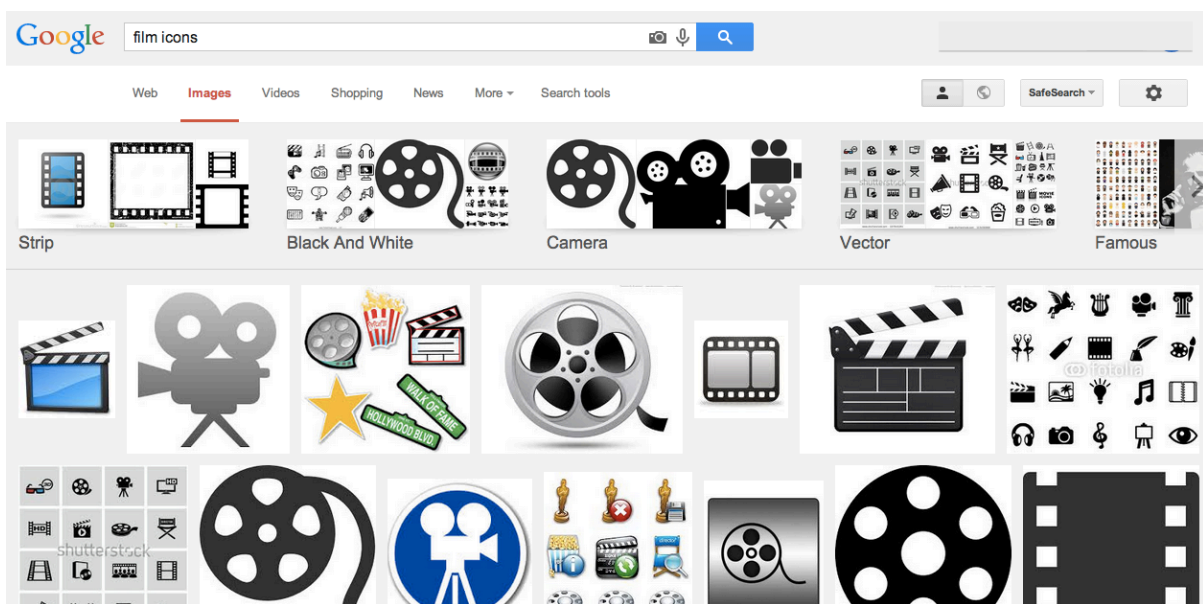 Google film icons
Web Images Videos Shopping News More Search tools SafeSearch
Strip Black And White Camera Vector Famous
WALK OF FAME
HOLLYWOOD BLVD.
fotolia
shutterstock